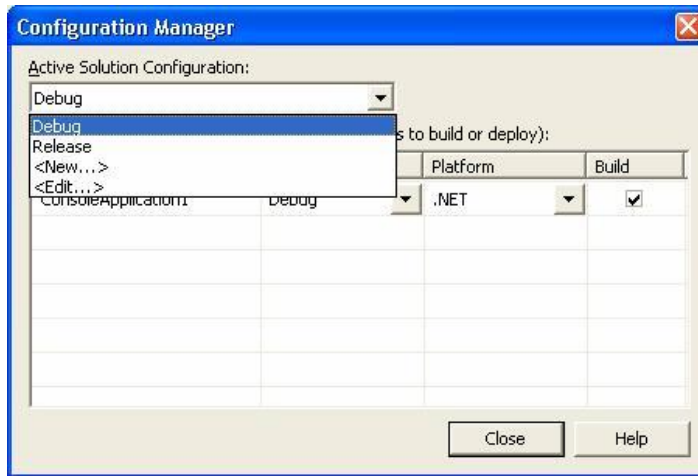 Configuration Manager
Active Solution Configuration:
Debug
Debug
Release
<New...>
<Edit...>
s to build or deploy):
Platform
Build
ConsoleApplication1
Debug
.NET
Close
Help